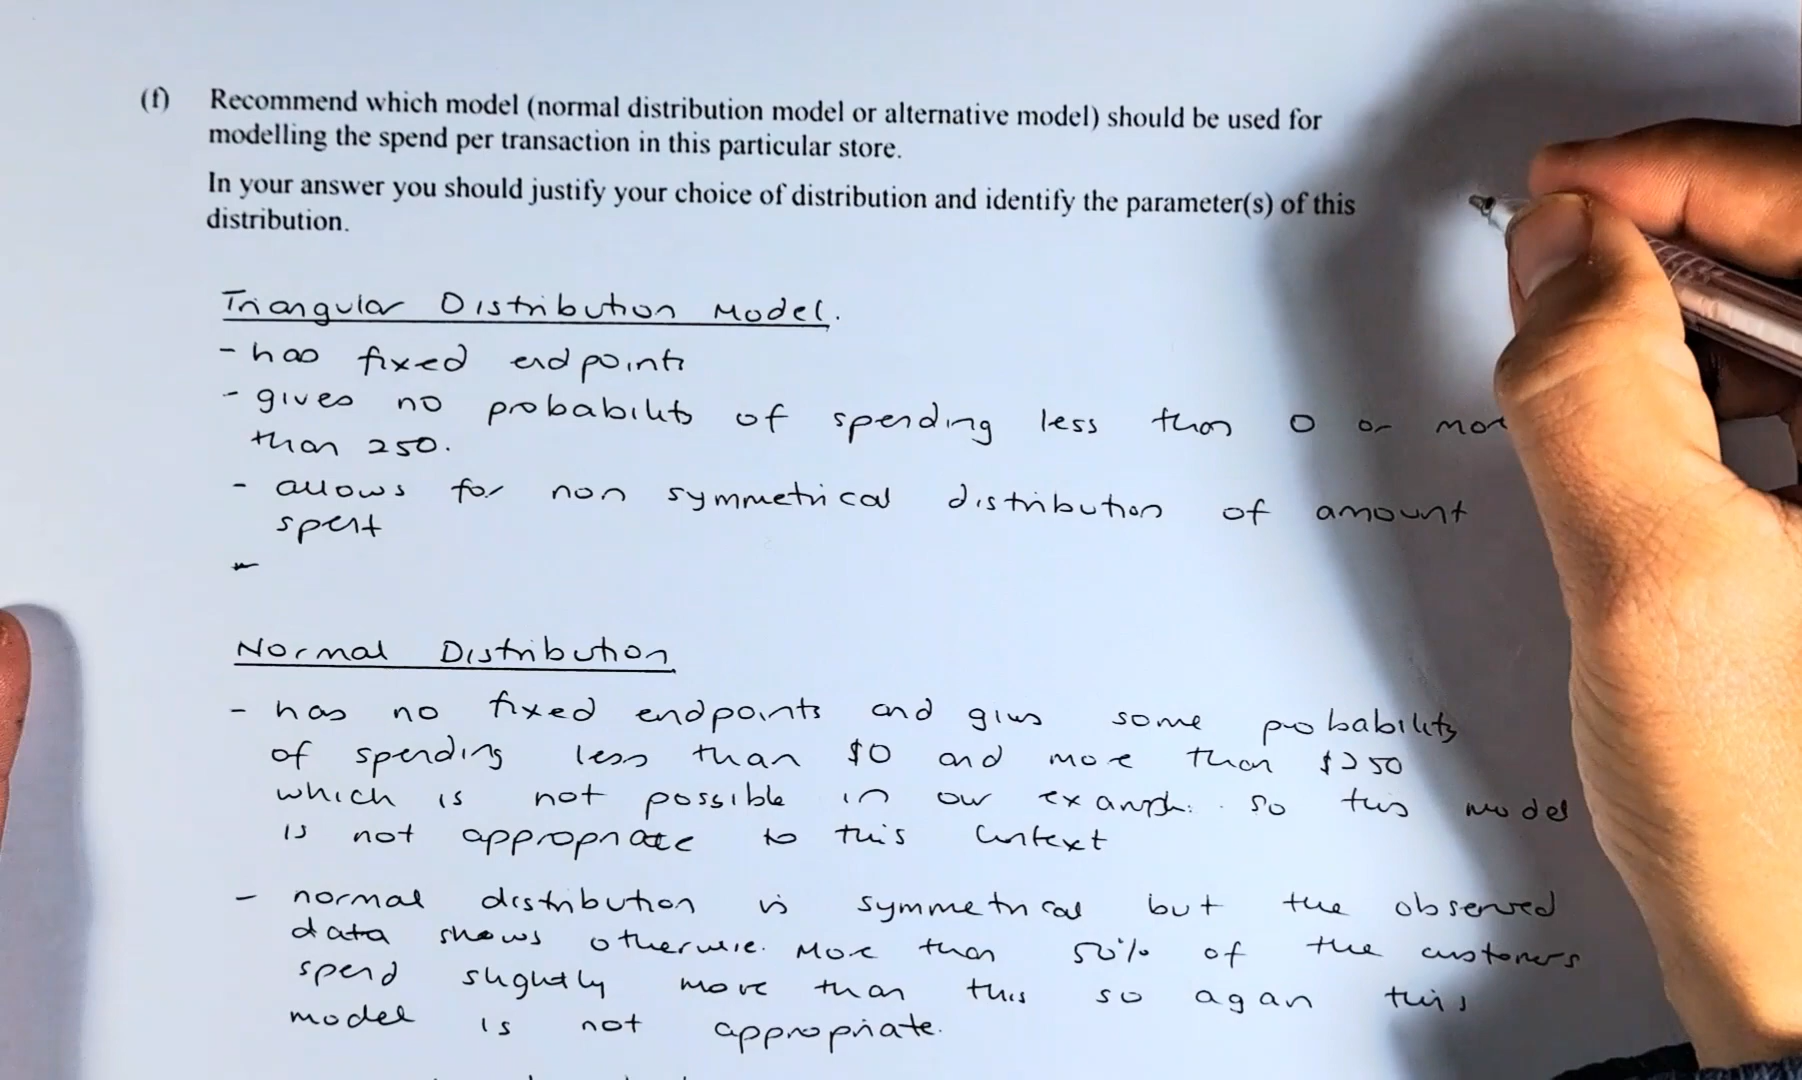 (f) Recommend which model (normal distribution model or alternative model) should be used for
modelling the spend per transaction in this particular store.
In your answer you should justify your choice of distribution and identify the parameter(s) of this
distribution.
Triangular Distribution Model.
- has fixed endpoints
- gives no probability of spending less than 0 or
than 250.
- allows for non symmetrical distribution of amount
spent
-
Normal Distribution
- has no fixed endpoints and gives some probability
of spending less than $0 and more than $250
which is not possible in our so this model
is not appropriate to this context
- normal distribution is symmetrical but the observed
data shows otherwise. More than 50% of the customers
spend slightly more than this so again this
model is not appropriate.